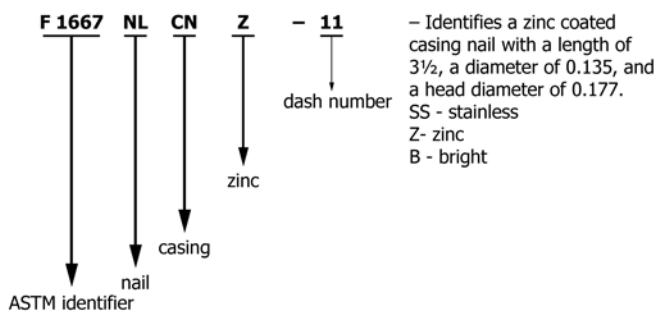 F 1667 NL CN Z – 11
– Identifies a zinc coated
casing nail with a length of
3½, a diameter of 0.135, and
a head diameter of 0.177.
SS - stainless
Z- zinc
B - bright
dash number
zinc
casing
nail
ASTM identifier